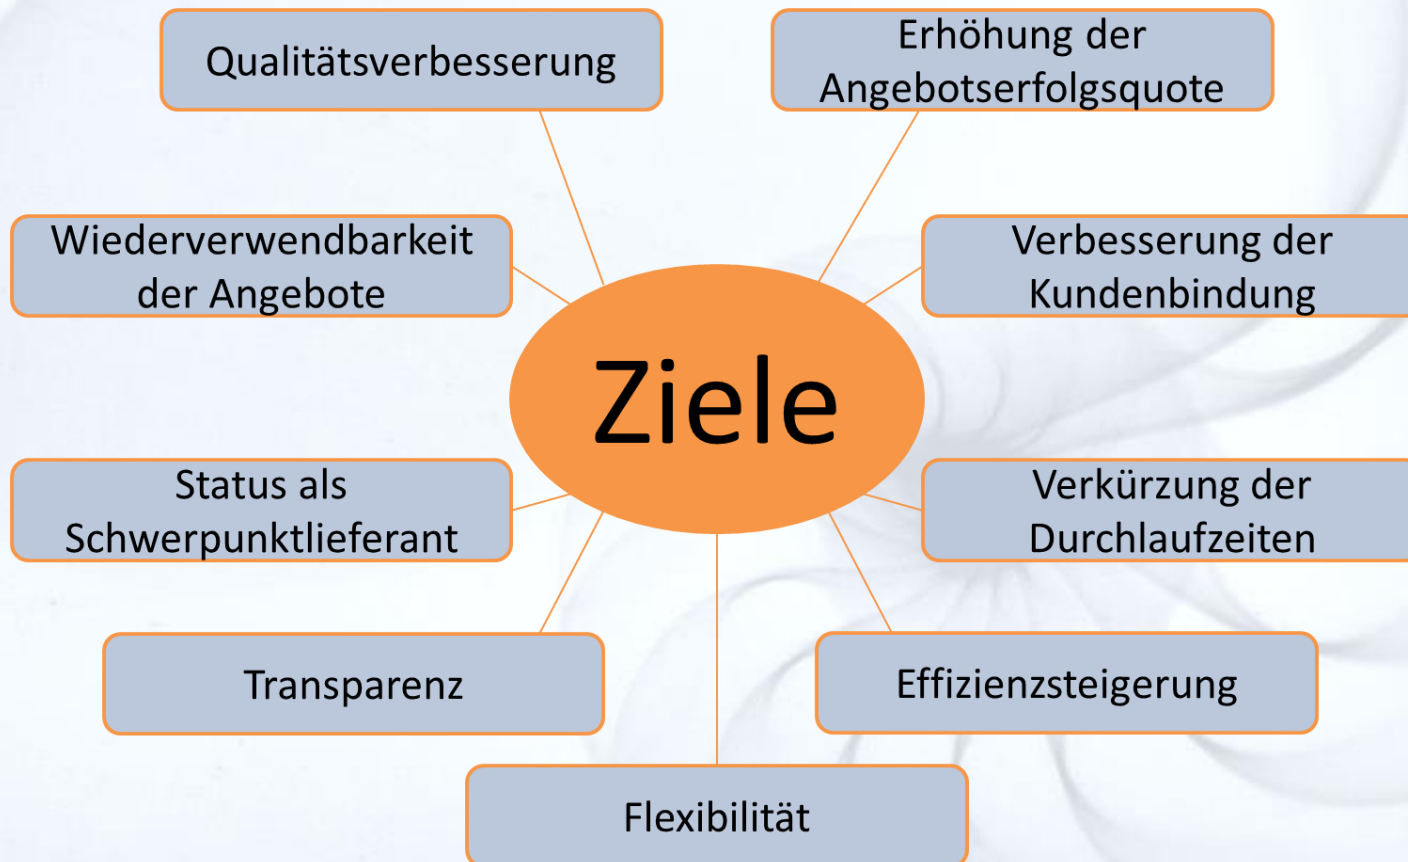 Qualitätsverbesserung
Erhöhung der
Angebotserfolgsquote
Wiederverwendbarkeit
der Angebote
Verbesserung der
Kundenbindung
Ziele
Status als
Schwerpunktlieferant
Verkürzung der
Durchlaufzeiten
Transparenz
Effizienzsteigerung
Flexibilität